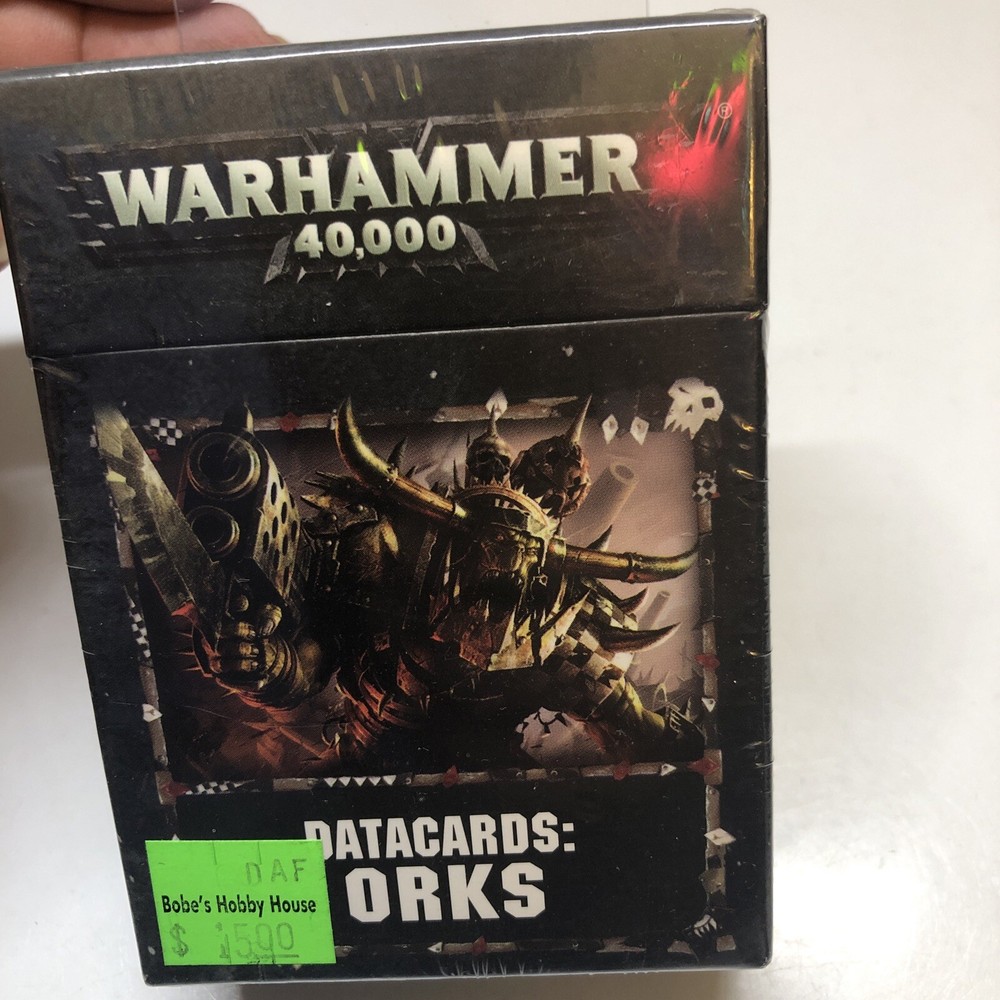 WARHAMMER®
40,000
DATACARDS:
ORKS
DAF
Bobe's Hobby House
$ 1500